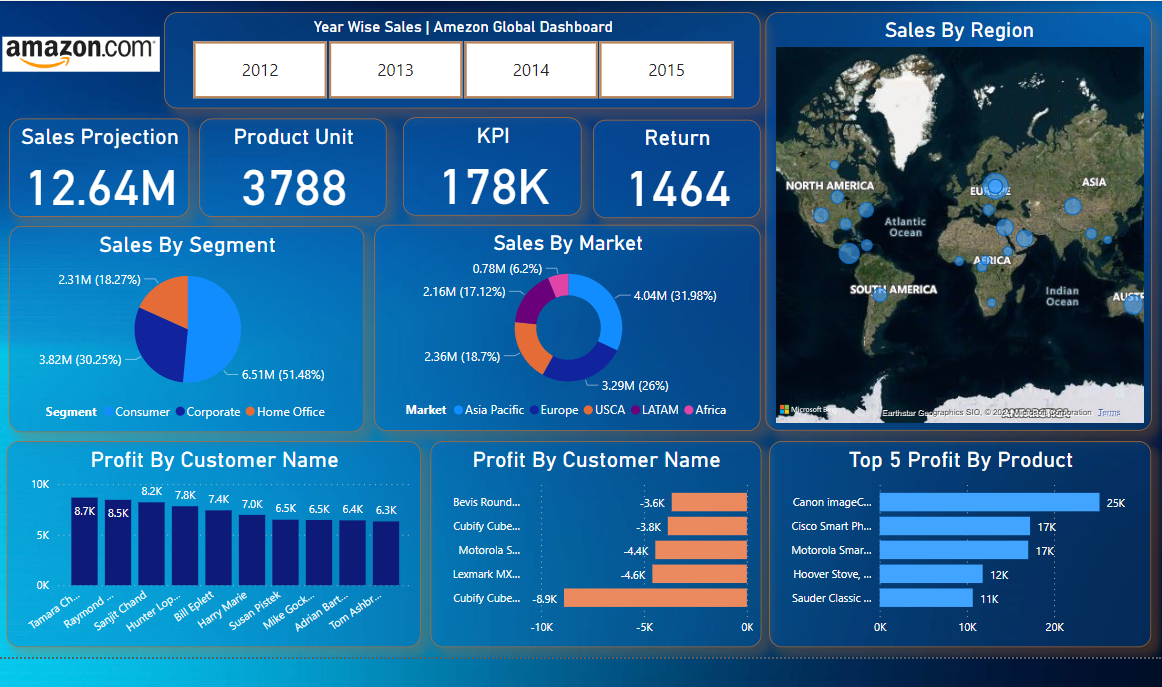 amazon.com
Year Wise Sales | Amezon Global Dashboard
2012
2013
2014
2015
Sales Projection
12.64M
Product Unit
3788
KPI
178K
Return
1464
Sales By Region
NORTH AMERICA
EUROPE
ASIA
Atlantic
Ocean
AFRICA
SOUTH AMERICA
Indian
Ocean
AUST
Microsoft
Earthstar Geographics SIO, © 2024 Microsoft Corporation Terms
Sales By Segment
2.31M (18.27%)
3.82M (30.25%)
6.51M (51.48%)
Segment Consumer Corporate Home Office
Sales By Market
0.78M (6.2%)
2.16M (17.12%)
4.04M (31.98%)
2.36M (18.7%)
3.29M (26%)
Market Asia Pacific Europe USCA LATAM Africa
Profit By Customer Name
10K
5K
0K
8.7K
8.5K
8.2K
7.8K
7.4K
7.0K
6.5K
6.5K
6.4K
6.3K
Tamara Ch...
Raymond ...
Sanjit Chand
Hunter Lop...
Bill Eplett
Harry Marie
Susan Pistek
Mike Gock...
Adrian Bart...
Tom Ashbr...
Profit By Customer Name
Bevis Round... -3.6K
Cubify Cube... -3.8K
Motorola S... -4.4K
Lexmark MX... -4.6K
Cubify Cube... -8.9K
-10K -5K 0K
Top 5 Profit By Product
Canon imageC... 25K
Cisco Smart Ph... 17K
Motorola Smar... 17K
Hoover Stove, ... 12K
Sauder Classic ... 11K
0K 10K 20K